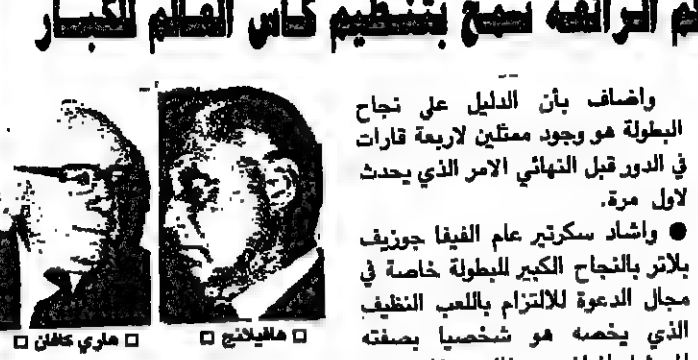 الرائعة تسمح بتنظيم كأس العالم للكبار
واضاف بأن الدليل على نجاح
البطولة هو وجود ممثلين لاربعة قارات
في الدور قبل النهائي الامر الذي يحدث
لاول مرة.
● واشاد سكرتير عام الفيفا جوزيف
بلاتر بالنجاح الكبير للبطولة خاصة في
مجال الدعوة للالتزام باللعب النظيف
الذي يخصه هو شخصيا بصفته
□ هافيلانج □
□ هاري كافان □